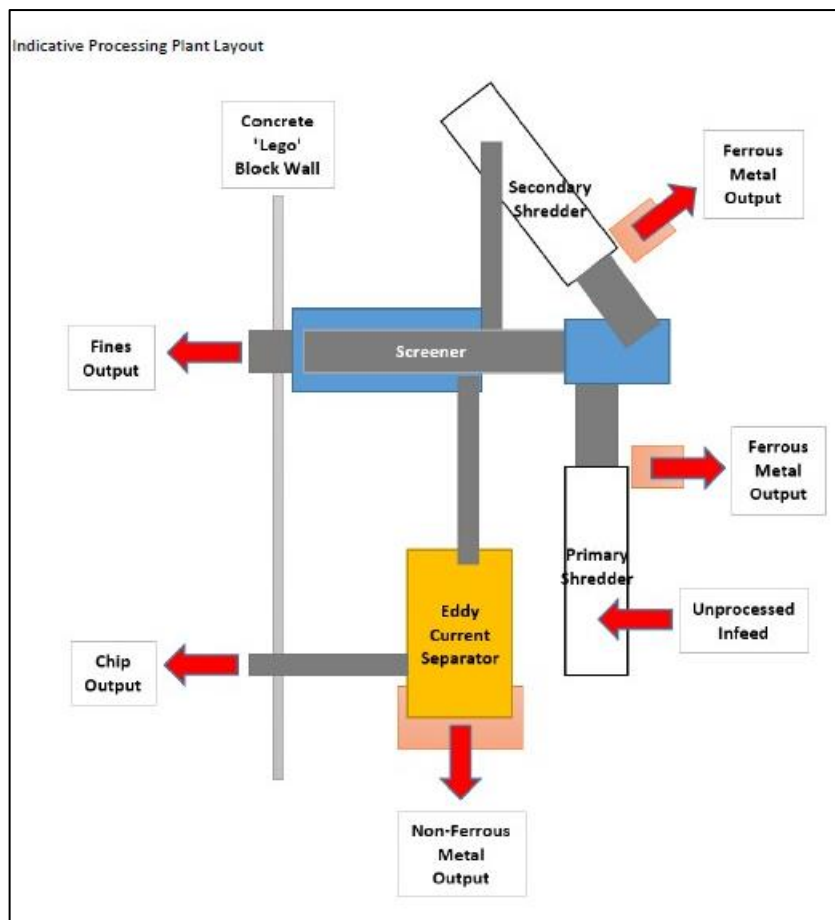 Indicative Processing Plant Layout
Concrete
'Lego'
Block Wall
Secondary
Shredder
Ferrous
Metal
Output
Fines
Output
Screener
Ferrous
Metal
Output
Primary
Shredder
Unprocessed
Infeed
Eddy
Current
Separator
Chip
Output
Non-Ferrous
Metal
Output